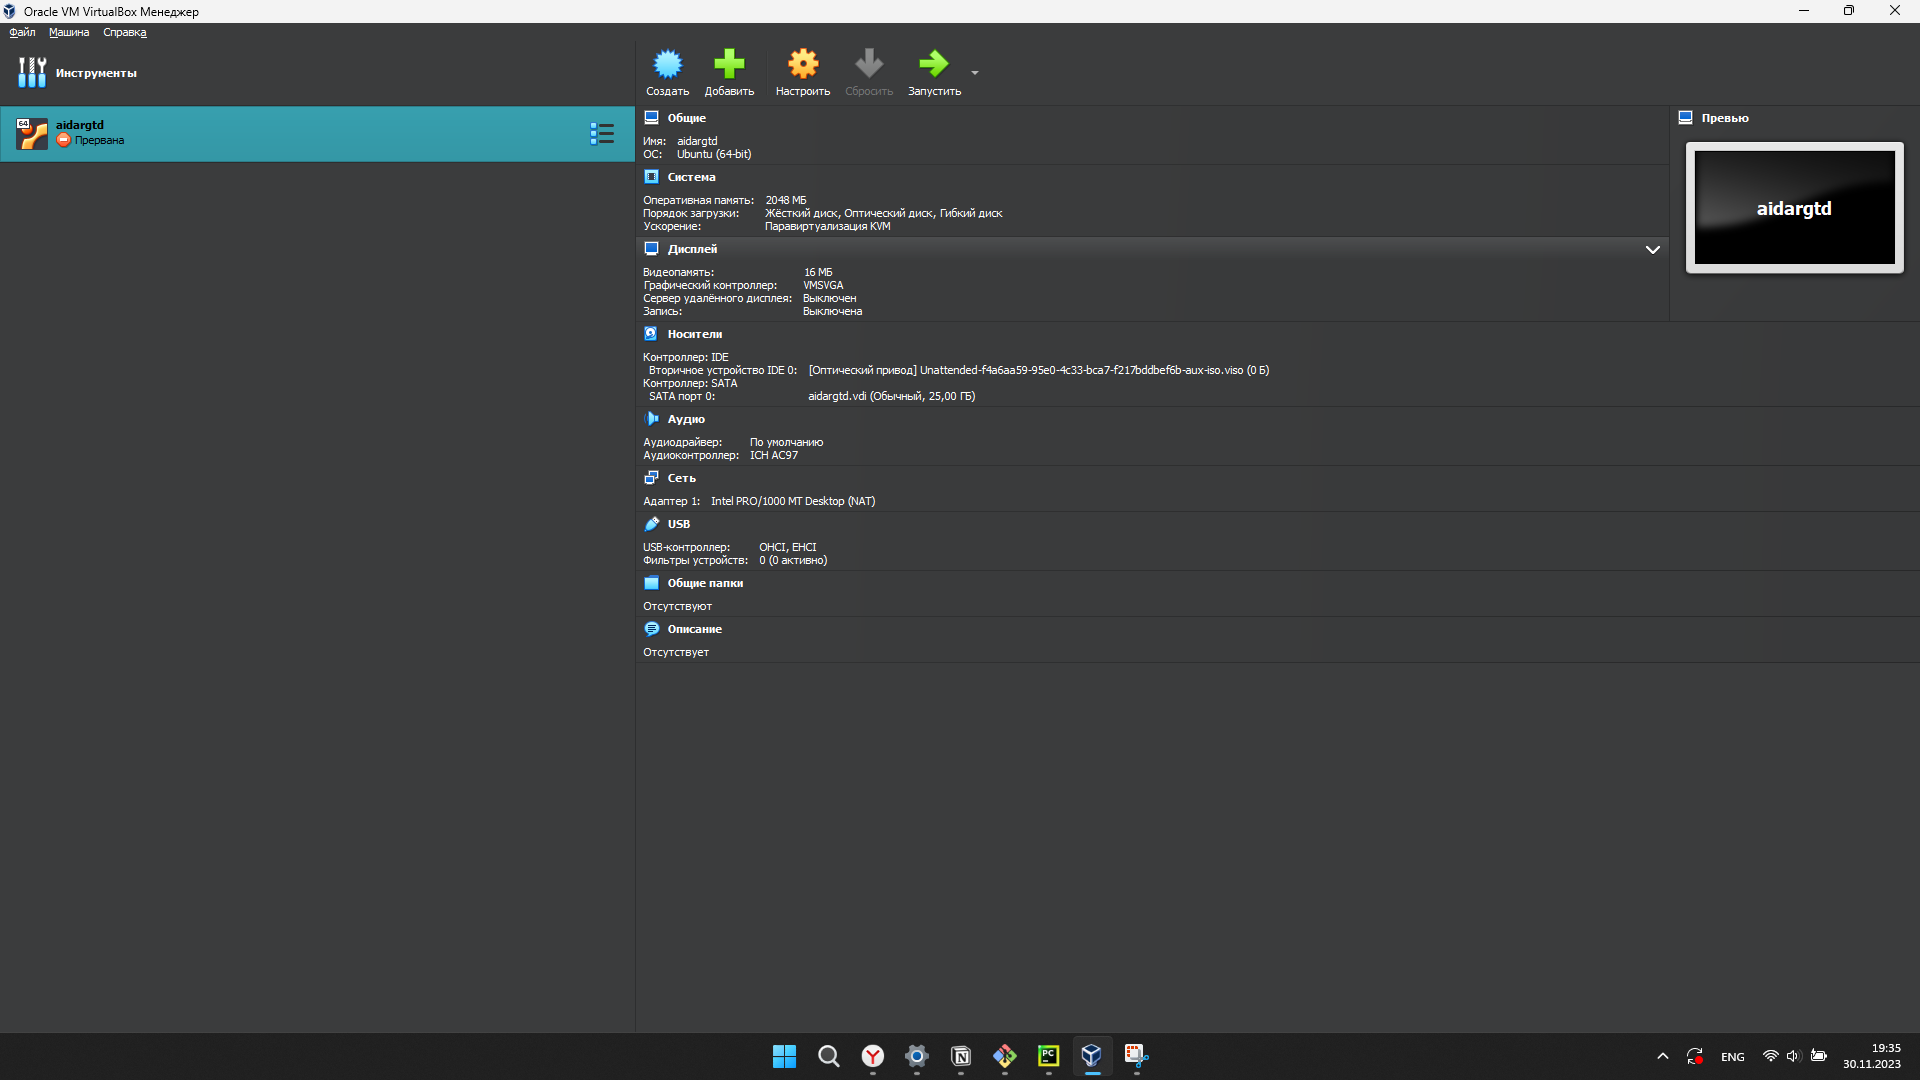 Oracle VM VirtualBox Менеджер
Файл Машина Справка
Инструменты
Создать Добавить Настроить Сбросить Запустить
64
aidargtd
Прервана
Общие
Имя: aidargtd
ОС: Ubuntu (64-bit)
Система
Оперативная память: 2048 МБ
Порядок загрузки: Жёсткий диск, Оптический диск, Гибкий диск
Ускорение: Паравиртуализация KVM
Дисплей
Видеопамять: 16 МБ
Графический контроллер: VMSVGA
Сервер удалённого дисплея: Выключен
Запись: Выключена
Превью
aidargtd
Носители
Контроллер: IDE
Вторичное устройство IDE 0: [Оптический привод] Unattended-f4a6aa59-95e0-4c33-bca7-f217bddbef6b-aux-iso.viso (0 Б)
Контроллер: SATA
SATA порт 0: aidargtd.vdi (Обычный, 25,00 ГБ)
Аудио
Аудиодрайвер: По умолчанию
Аудиоконтроллер: ICH AC97
Сеть
Адаптер 1: Intel PRO/1000 MT Desktop (NAT)
USB
USB-контроллер: OHCI, EHCI
Фильтры устройств: 0 (0 активно)
Общие папки
Отсутствуют
Описание
Отсутствует
PC
ENG
19:35
30.11.2023